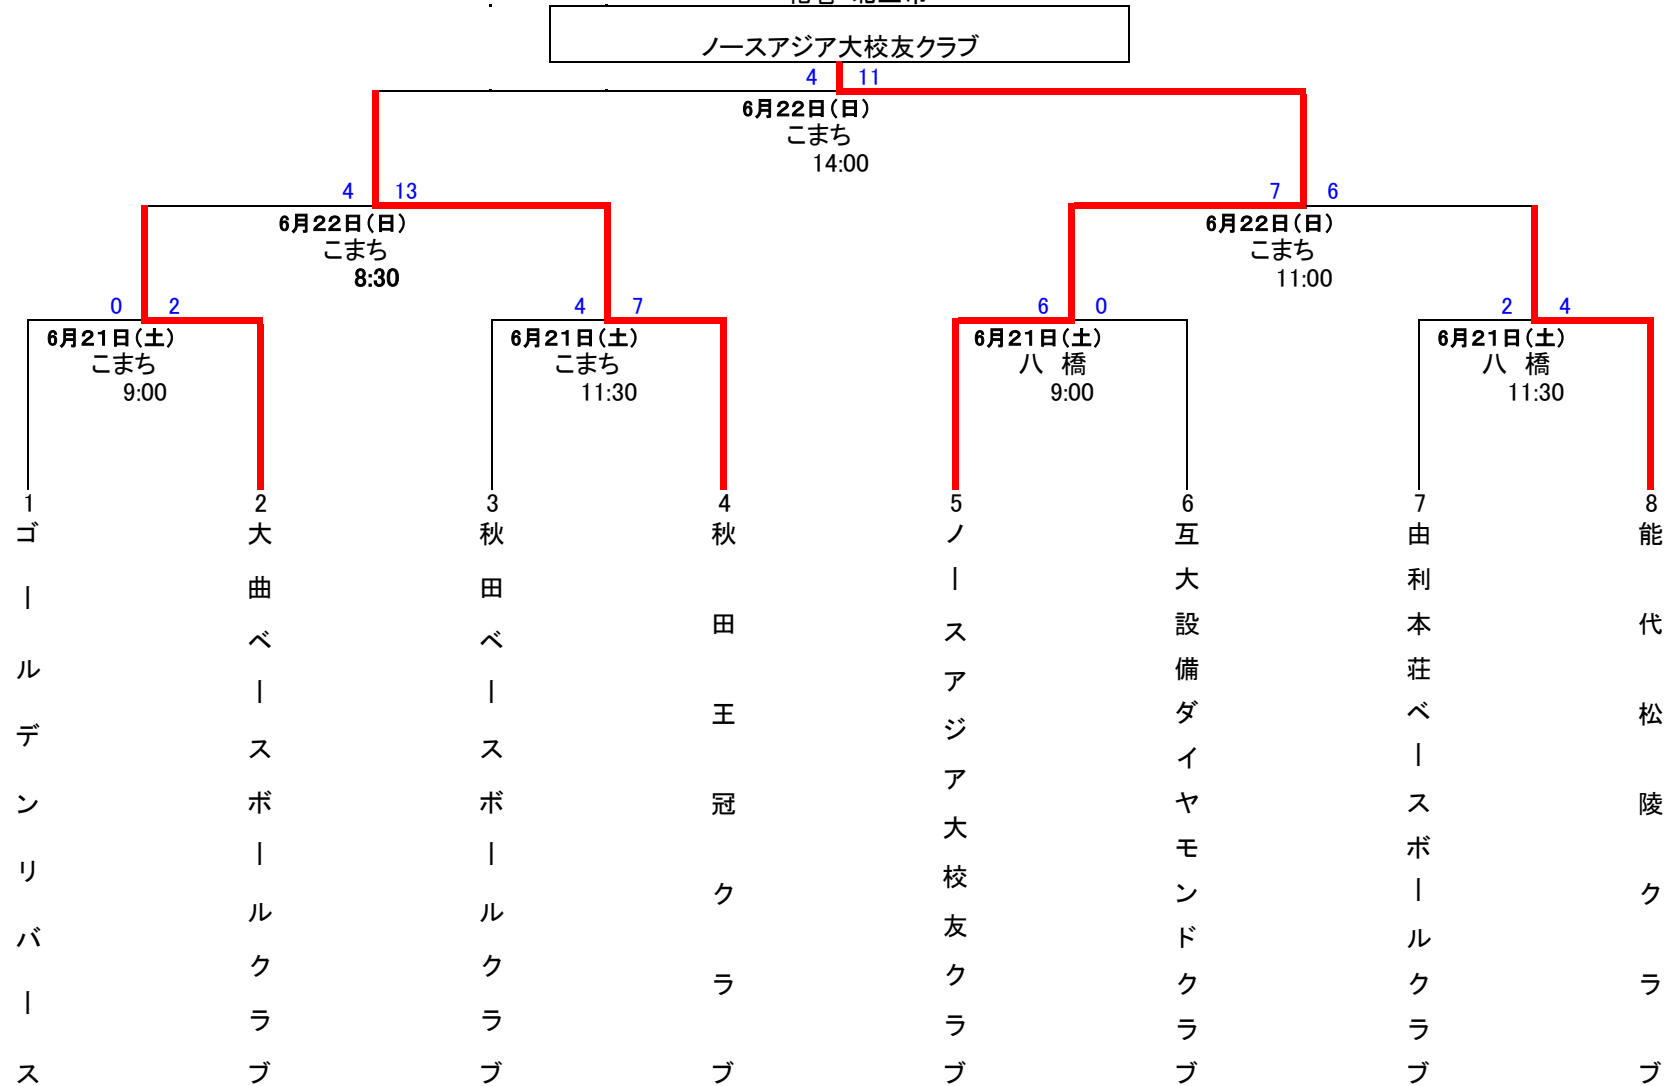 ノースアジア大校友クラブ
4 11
6月22日(日)
こまち
14:00
4 13
6月22日(日)
こまち
8:30
7 6
6月22日(日)
こまち
11:00
0 2
6月21日(土)
こまち
9:00
4 7
6月21日(土)
こまち
11:30
6 0
6月21日(土)
八 橋
9:00
2 4
6月21日(土)
八 橋
11:30
1
ゴールデンリバース
2
大曲ベースボールクラブ
3
秋田ベースボールクラブ
4
秋田王冠クラブ
5
ノースアジア大校友クラブ
6
互大設備ダイヤモンドクラブ
7
由利本荘ベースボールクラブ
8
能代松陵クラブ